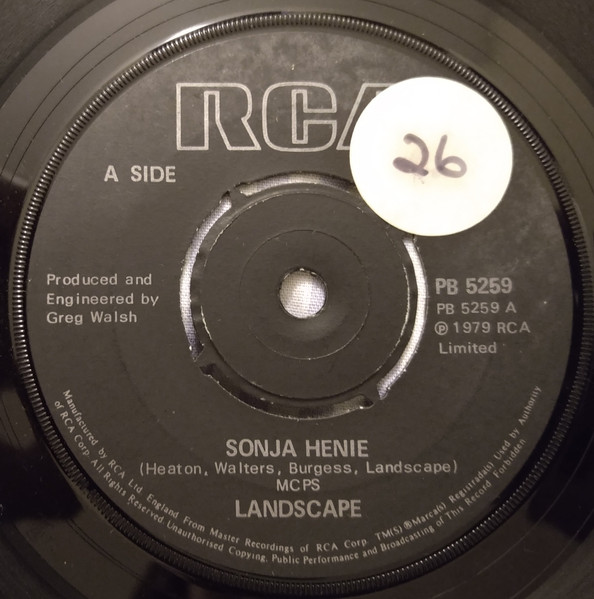 RCA
26
A SIDE
Produced and
Engineered by
Greg Walsh
PB 5259
PB 5259 A
℗ 1979 RCA
Limited
SONJA HENIE
(Heaton, Walters, Burgess, Landscape)
MCPS
LANDSCAPE
Manufactured by RCA Ltd. England From Master Recordings of RCA Corp. TM(S)®Marca(s) Registrada(s) Used by Authority
of RCA Corp. All Rights Reserved Unauthorised Copying, Public Performance and Broadcasting of This Record Forbidden